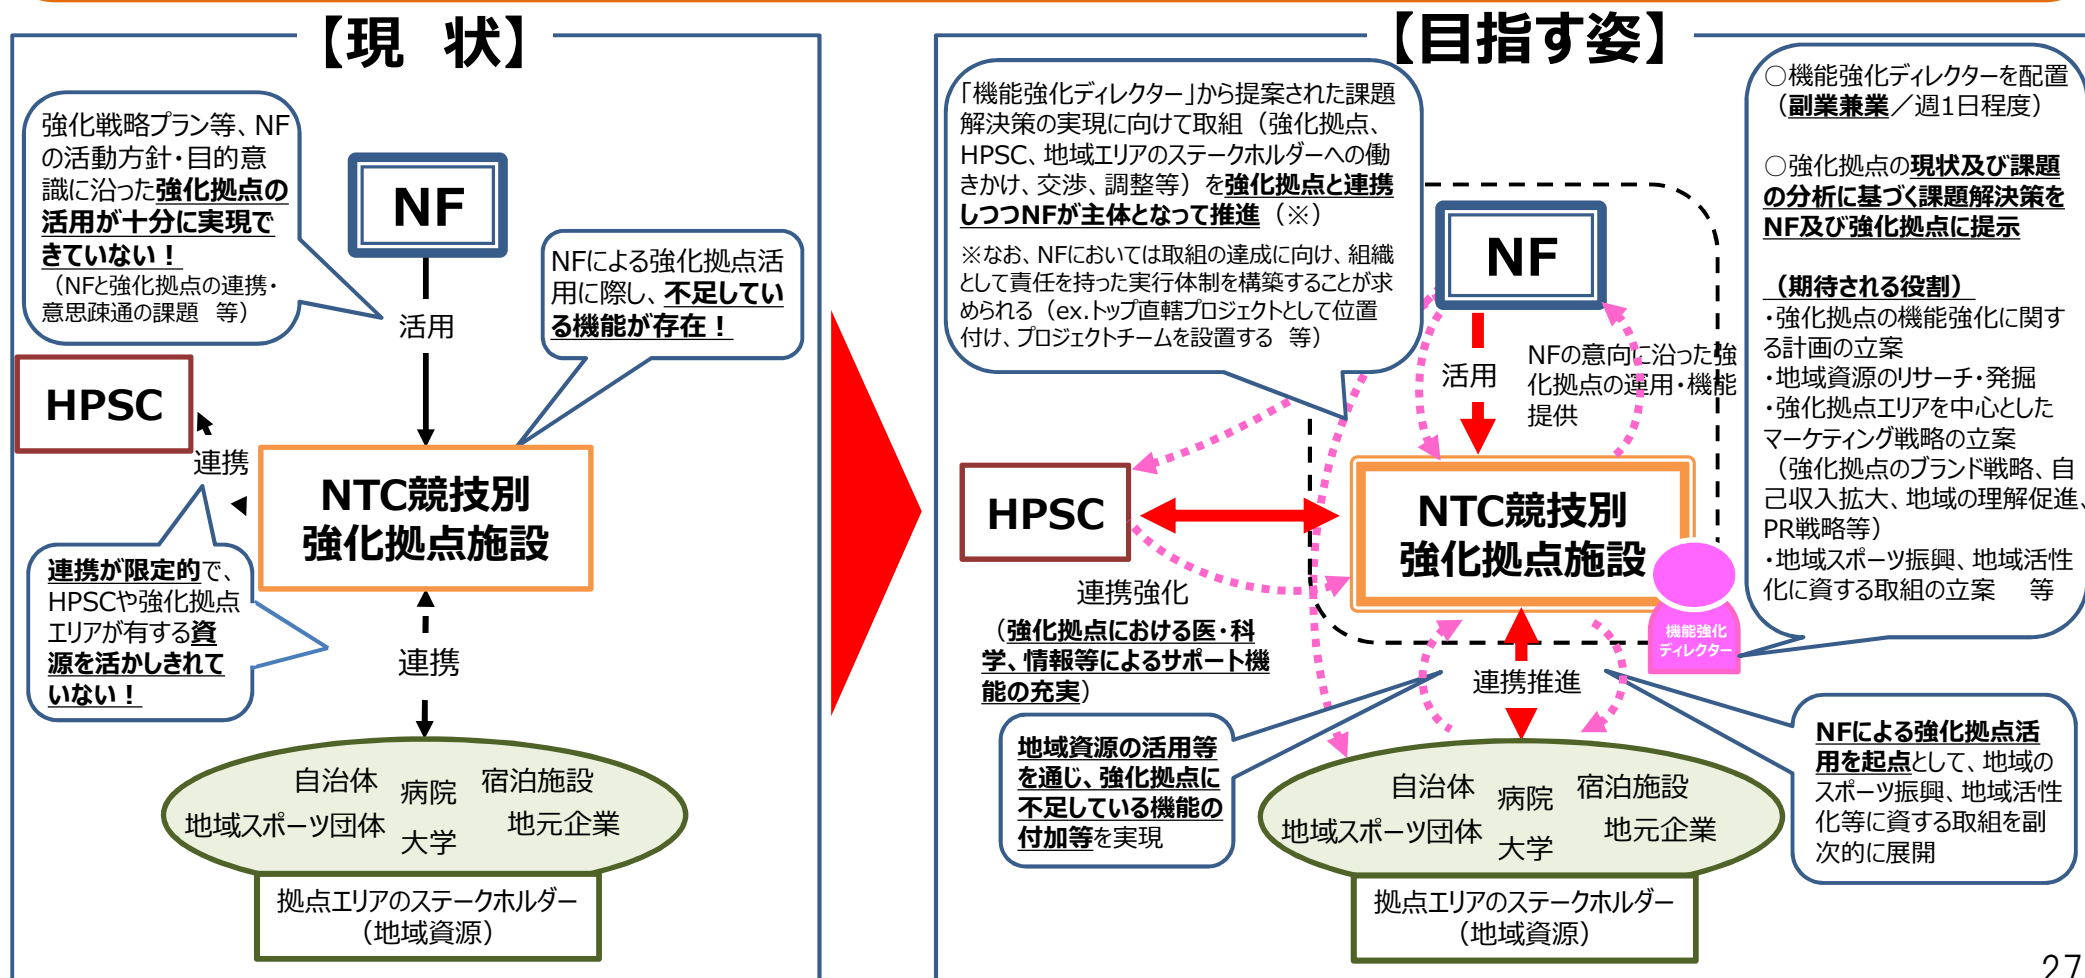 【現　状】
強化戦略プラン等、NF
の活動方針・目的意
識に沿った強化拠点の
活用が十分に実現で
きていない！
（NFと強化拠点の連携・
意思疎通の課題　等）
NF
活用
NFによる強化拠点活
用に際し、不足してい
る機能が存在！
HPSC
連携
NTC競技別
強化拠点施設
連携が限定的で、
HPSCや強化拠点
エリアが有する資
源を活かしきれて
いない！
連携
自治体
病院
宿泊施設
地域スポーツ団体
大学
地元企業
拠点エリアのステークホルダー
（地域資源）
【目指す姿】
「機能強化ディレクター」から提案された課題
解決策の実現に向けて取組（強化拠点、
HPSC、地域エリアのステークホルダーへの働
きかけ、交渉、調整等）を強化拠点と連携
しつつNFが主体となって推進（※）
※なお、NFにおいては取組の達成に向け、組織
として責任を持った実行体制を構築することが求
められる（ex.トップ直轄プロジェクトとして位置
付け、プロジェクトチームを設置する　等）
NF
活用
NFの意向に沿った強
化拠点の運用・機能
提供
○機能強化ディレクターを配置
（副業兼業／週1日程度）
○強化拠点の現状及び課題
の分析に基づく課題解決策を
NF及び強化拠点に提示
（期待される役割）
・強化拠点の機能強化に関す
る計画の立案
・地域資源のリサーチ・発掘
・強化拠点エリアを中心とした
マーケティング戦略の立案
（強化拠点のブランド戦略、自
己収入拡大、地域の理解促進、
PR戦略等）
・地域スポーツ振興、地域活性
化に資する取組の立案　等
HPSC
NTC競技別
強化拠点施設
機能強化
ディレクター
連携強化
（強化拠点における医・科
学、情報等によるサポート機
能の充実）
連携推進
地域資源の活用等
を通じ、強化拠点に
不足している機能の
付加等を実現
NFによる強化拠点活
用を起点として、地域の
スポーツ振興、地域活性
化等に資する取組を副
次的に展開
自治体
病院
宿泊施設
地域スポーツ団体
大学
地元企業
拠点エリアのステークホルダー
（地域資源）
27